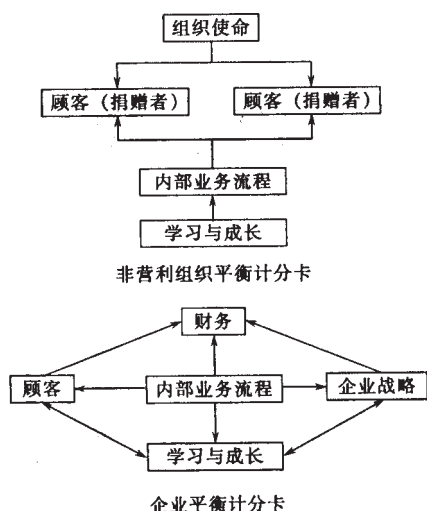 组织使命
顾客（捐赠者） 顾客（捐赠者）
内部业务流程
学习与成长
非营利组织平衡计分卡
财务
顾客 内部业务流程 企业战略
学习与成长
企业平衡计分卡